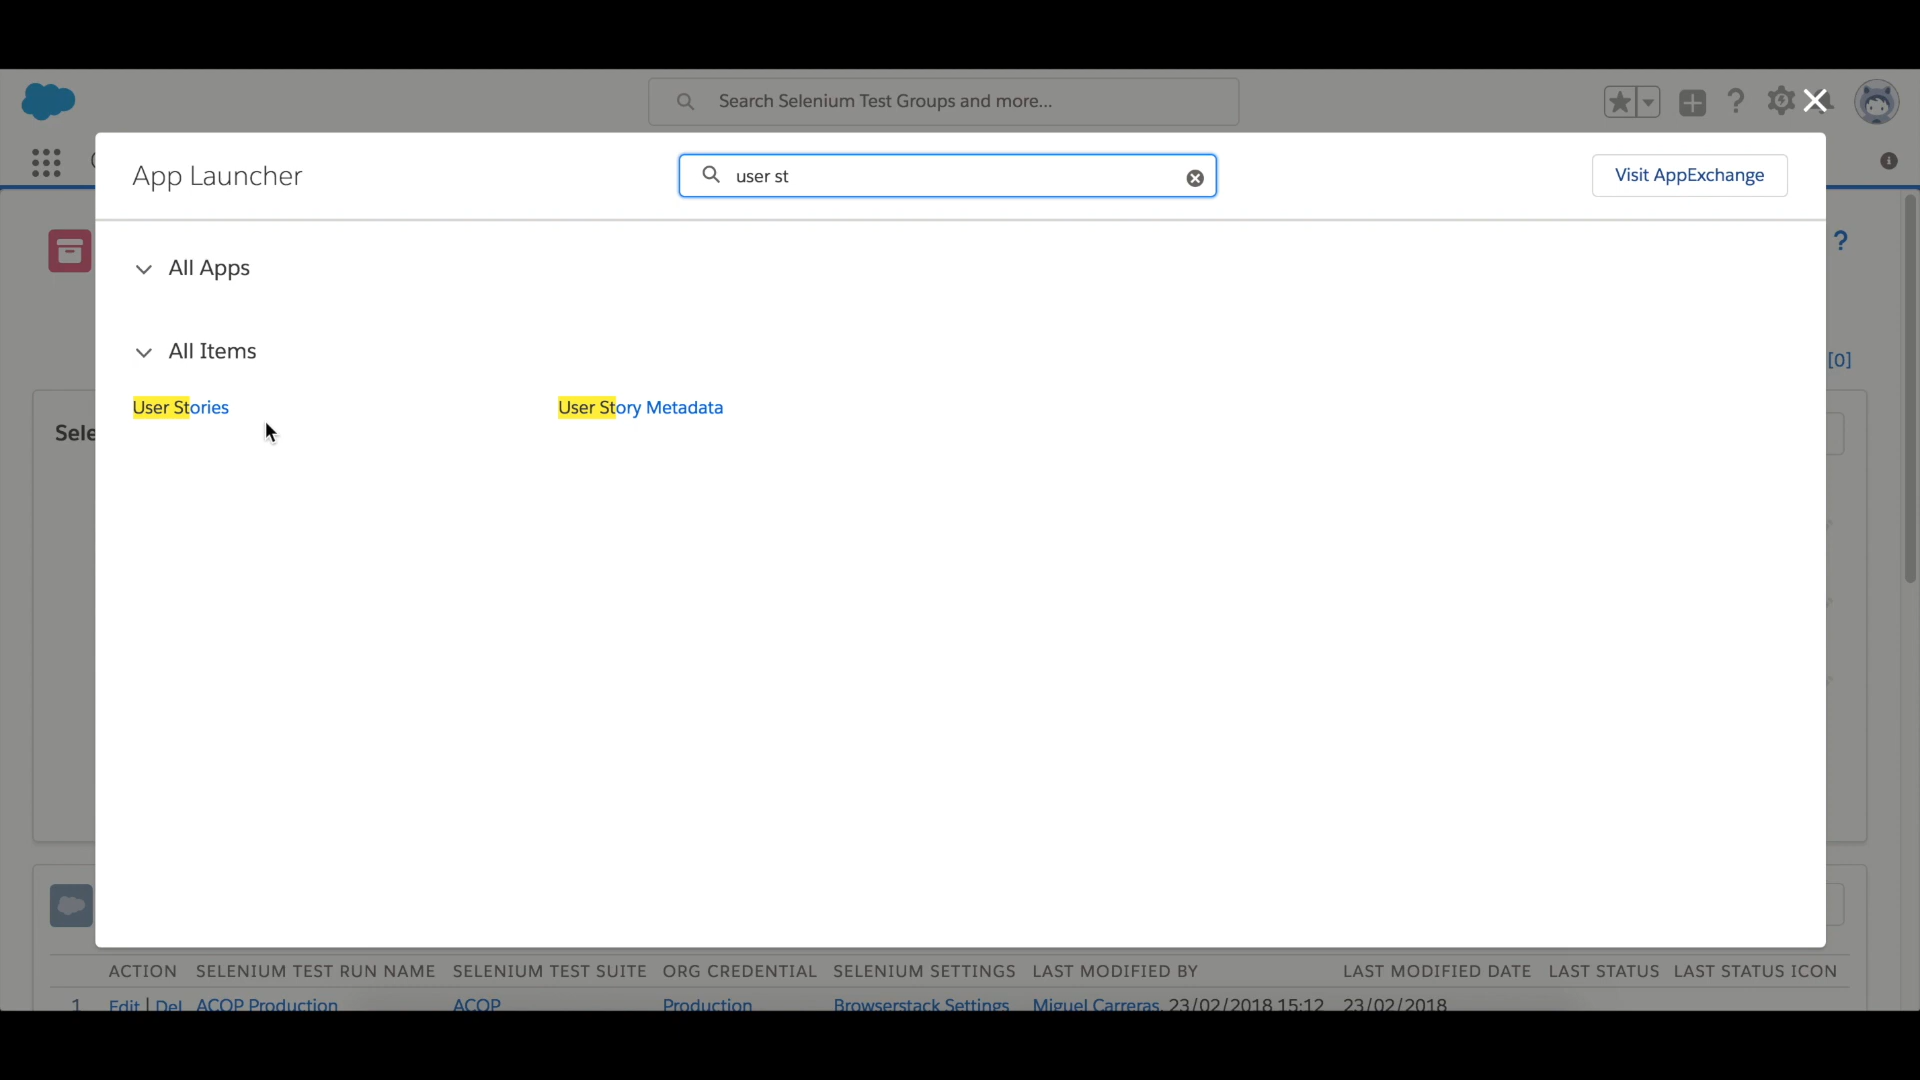 Search Selenium Test Groups and more...
App Launcher
user st
Visit AppExchange
All Apps
All Items
[0]
User Stories
User Story Metadata
Sele
ACTION SELENIUM TEST RUN NAME SELENIUM TEST SUITE ORG CREDENTIAL SELENIUM SETTINGS LAST MODIFIED BY LAST MODIFIED DATE LAST STATUS LAST STATUS ICON
1 Edit | Del ACOP Production ACOP Production Browserstack Settings Miguel Carreras, 23/02/2018 15:12 23/02/2018